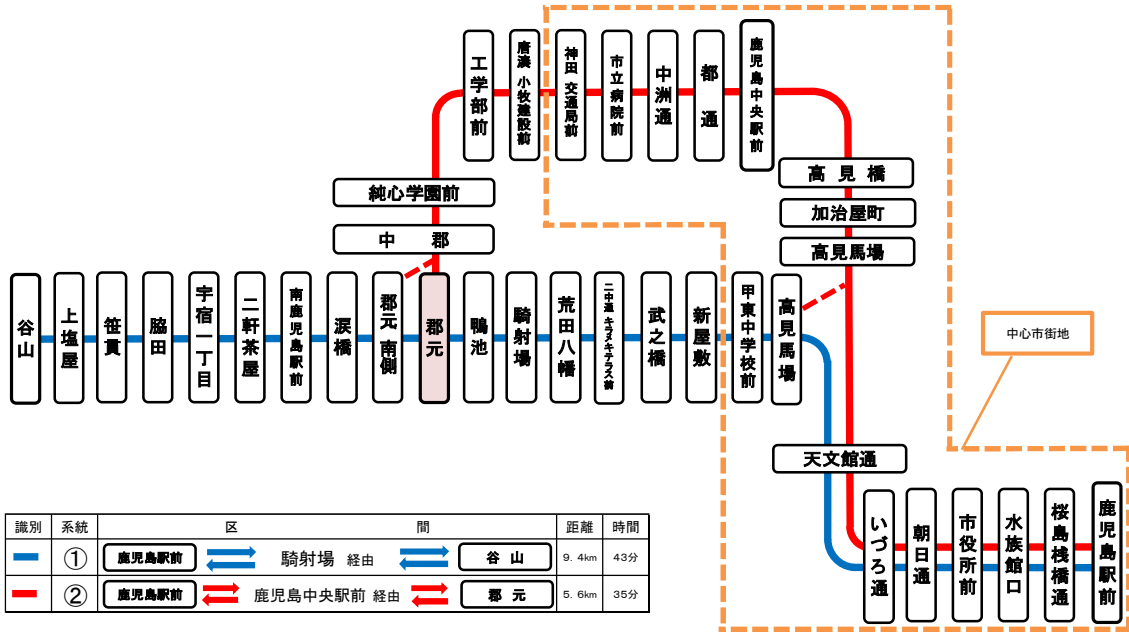 工学部前
唐湊 小牧建設前
神田 交通局前
市立病院前
中洲通
都通
鹿児島中央駅前
高見橋
加治屋町
高見馬場
純心学園前
中郡
谷山
上塩屋
笹貫
脇田
宇宿一丁目
二軒茶屋
南鹿児島駅前
涙橋
郡元 南側
郡元
鴨池
騎射場
荒田八幡
二中通 キラメキテラス前
武之橋
新屋敷
甲東中学校前
高見馬場
中心市街地
天文館通
いづろ通
朝日通
市役所前
水族館口
桜島桟橋通
鹿児島駅前
識別 系統 区間 距離 時間
① 鹿児島駅前 騎射場 経由 谷山 9.4km 43分
② 鹿児島駅前 鹿児島中央駅前 経由 郡元 5.6km 35分